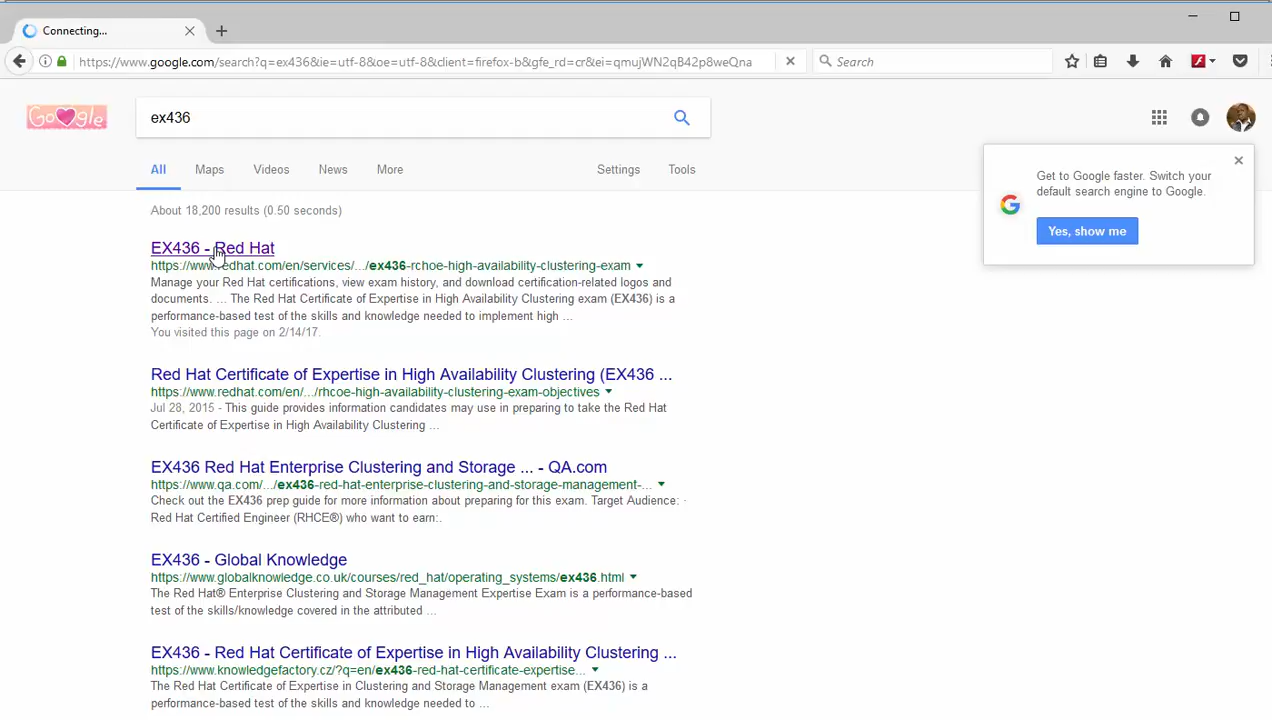 Connecting...
https://www.google.com/search?q=ex436&ie=utf-8&oe=utf-8&client=firefox-b&gfe_rd=cr&ei=qmujWN2qB42p8weQna
Search
Google
ex436
All Maps Videos News More Settings Tools
Get to Google faster. Switch your
default search engine to Google.
Yes, show me
About 18,200 results (0.50 seconds)
EX436 - Red Hat
https://www.redhat.com/en/services/.../ex436-rchoe-high-availability-clustering-exam
Manage your Red Hat certifications, view exam history, and download certification-related logos and
documents. ... The Red Hat Certificate of Expertise in High Availability Clustering exam (EX436) is a
performance-based test of the skills and knowledge needed to implement high ...
You visited this page on 2/14/17.
Red Hat Certificate of Expertise in High Availability Clustering (EX436 ...
https://www.redhat.com/en/.../rhcoe-high-availability-clustering-exam-objectives
Jul 28, 2015 - This guide provides information candidates may use in preparing to take the Red Hat
Certificate of Expertise in High Availability Clustering ...
EX436 Red Hat Enterprise Clustering and Storage ... - QA.com
https://www.qa.com/.../ex436-red-hat-enterprise-clustering-and-storage-management-...
Check out the EX436 prep guide for more information about preparing for this exam. Target Audience: ·
Red Hat Certified Engineer (RHCE®) who want to earn:.
EX436 - Global Knowledge
https://www.globalknowledge.co.uk/courses/red_hat/operating_systems/ex436.html
The Red Hat® Enterprise Clustering and Storage Management Expertise Exam is a performance-based
test of the skills/knowledge covered in the attributed ...
EX436 - Red Hat Certificate of Expertise in High Availability Clustering ...
https://www.knowledgefactory.cz/?q=en/ex436-red-hat-certificate-expertise...
The Red Hat Certificate of Expertise in Clustering and Storage Management exam (EX436) is a
performance-based test of the skills and knowledge needed to ...